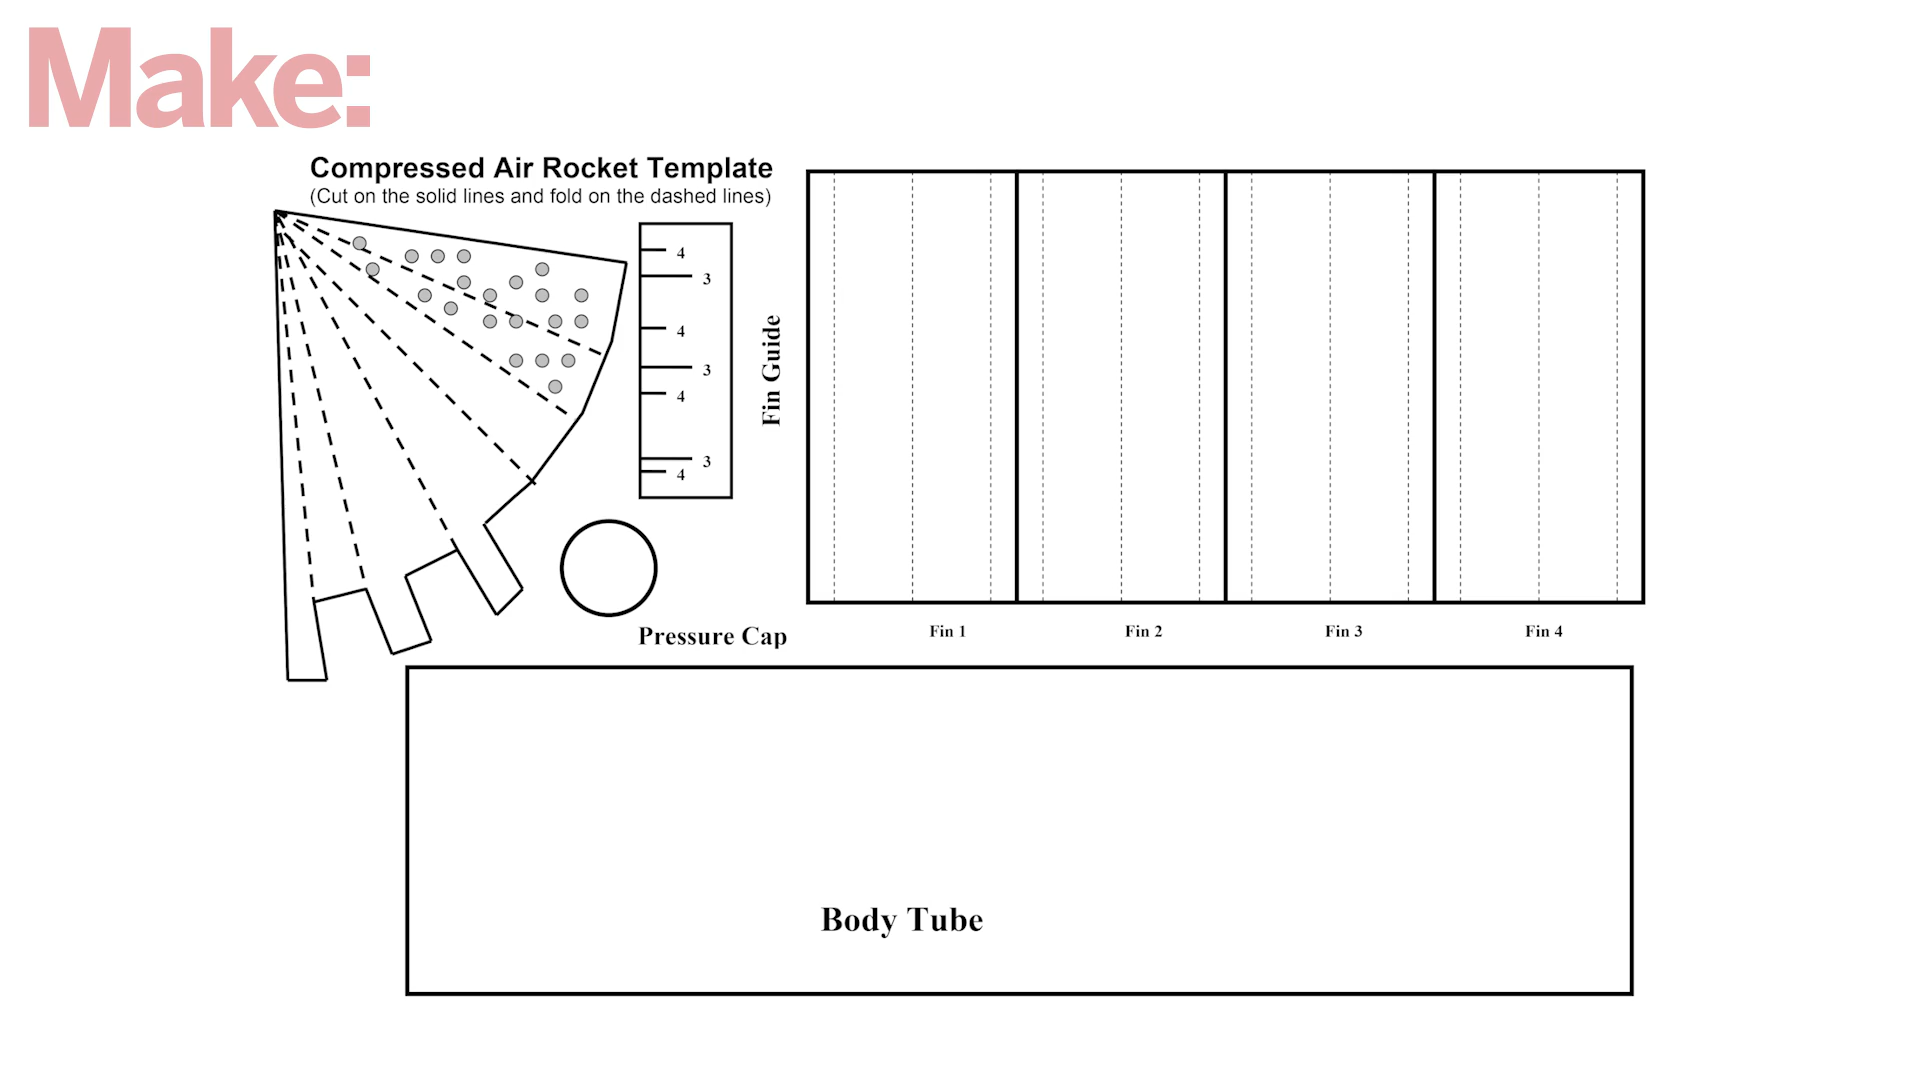 Make:
Compressed Air Rocket Template
(Cut on the solid lines and fold on the dashed lines)
4
3
4
3
4
3
4
Fin Guide
Pressure Cap
Fin 1
Fin 2
Fin 3
Fin 4
Body Tube